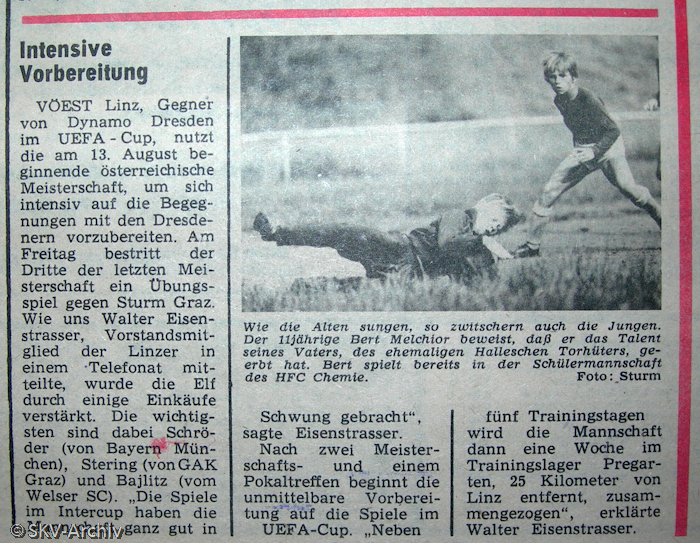 Intensive
Vorbereitung
VÖEST Linz, Gegner
von Dynamo Dresden
im UEFA-Cup, nutzt
die am 13. August be-
ginnende österreichische
Meisterschaft, um sich
intensiv auf die Begeg-
nungen mit den Dresde-
nern vorzubereiten. Am
Freitag bestritt der
Dritte der letzten Mei-
sterschaft ein Übungs-
spiel gegen Sturm Graz.
Wie uns Walter Eisen-
strasser, Vorstandsmit-
glied der Linzer in
einem Telefonat mit-
teilte, wurde die Elf
durch einige Einkäufe
verstärkt. Die wichtig-
sten sind dabei Schrö-
der (von Bayern Mün-
chen), Stering (von GAK
Graz) und Bajlitz (vom
Welser SC). „Die Spiele
im Intercup haben die
Mannschaft ganz gut in
Wie die Alten sungen, so zwitschern auch die Jungen.
Der 11jährige Bert Melchior beweist, daß er das Talent
seines Vaters, des ehemaligen Halleschen Torhüters, ge-
erbt hat. Bert spielt bereits in der Schülermannschaft
des HFC Chemie. Foto: Sturm
Schwung gebracht“,
sagte Eisenstrasser.
Nach zwei Meister-
schafts- und einem
Pokaltreffen beginnt die
unmittelbare Vorberei-
tung auf die Spiele im
UEFA-Cup. „Neben
fünf Trainingstagen
wird die Mannschaft
dann eine Woche im
Trainingslager Pregar-
ten, 25 Kilometer von
Linz entfernt, zusam-
mengezogen“, erklärte
Walter Eisenstrasser.
© SKV-Archiv